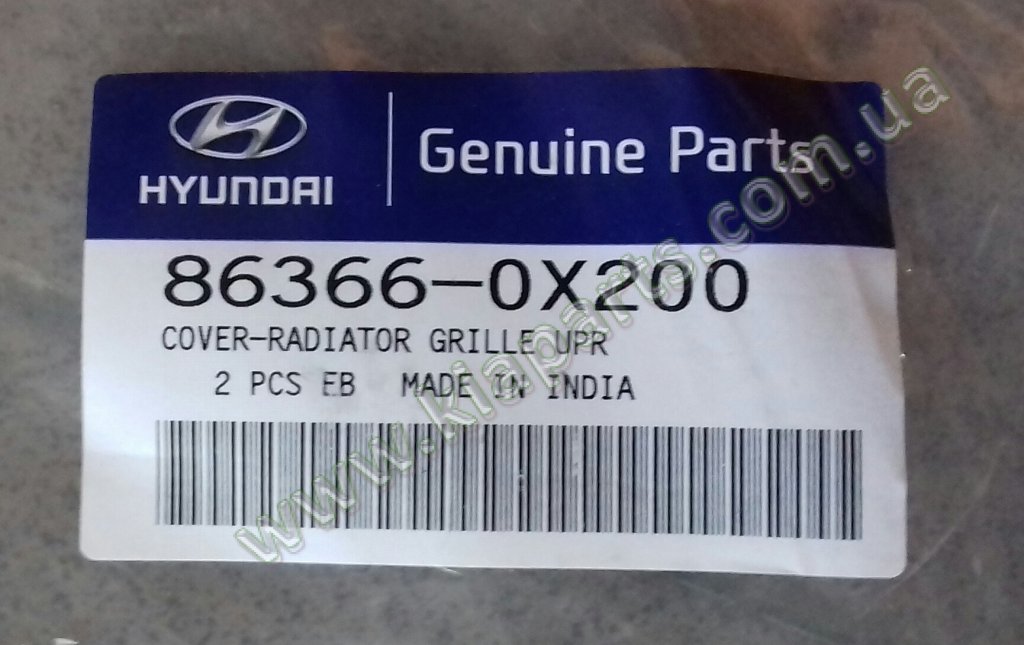 HYUNDAI
Genuine Parts
86366-0X200
COVER-RADIATOR GRILLE UPR
2 PCS EB MADE IN INDIA
www.kiaparts.com.ua